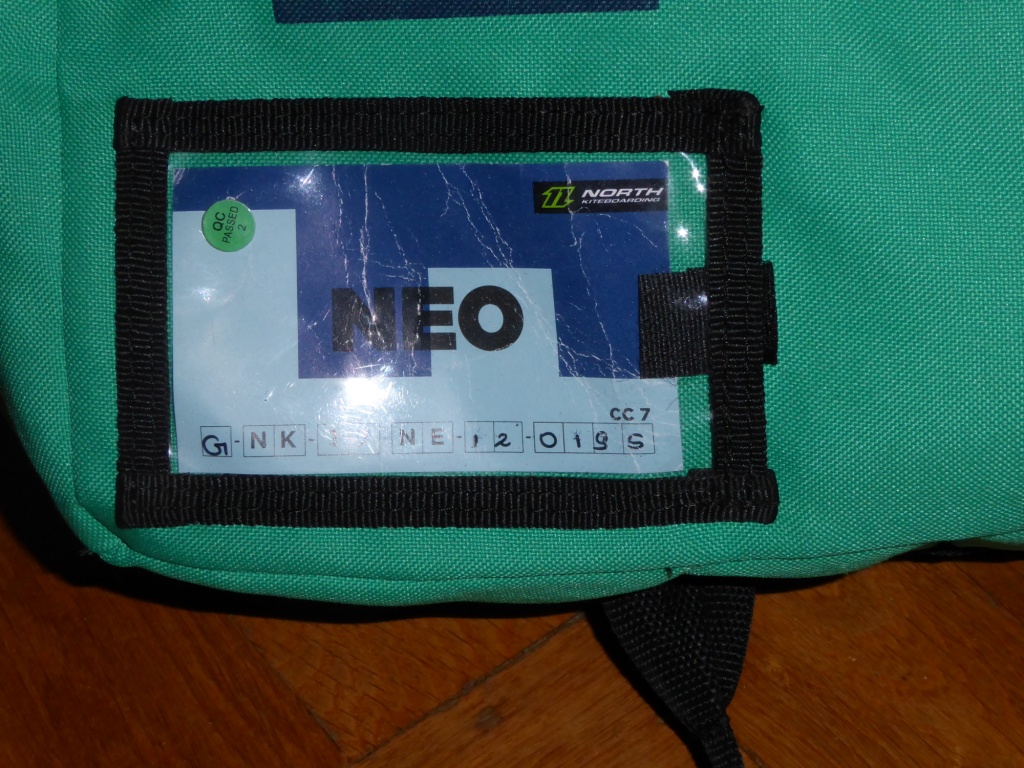 NORTH
KITEBOARDING
QC
PASSED
2
NEO
CC 7
G-NK- -NE-12-0195